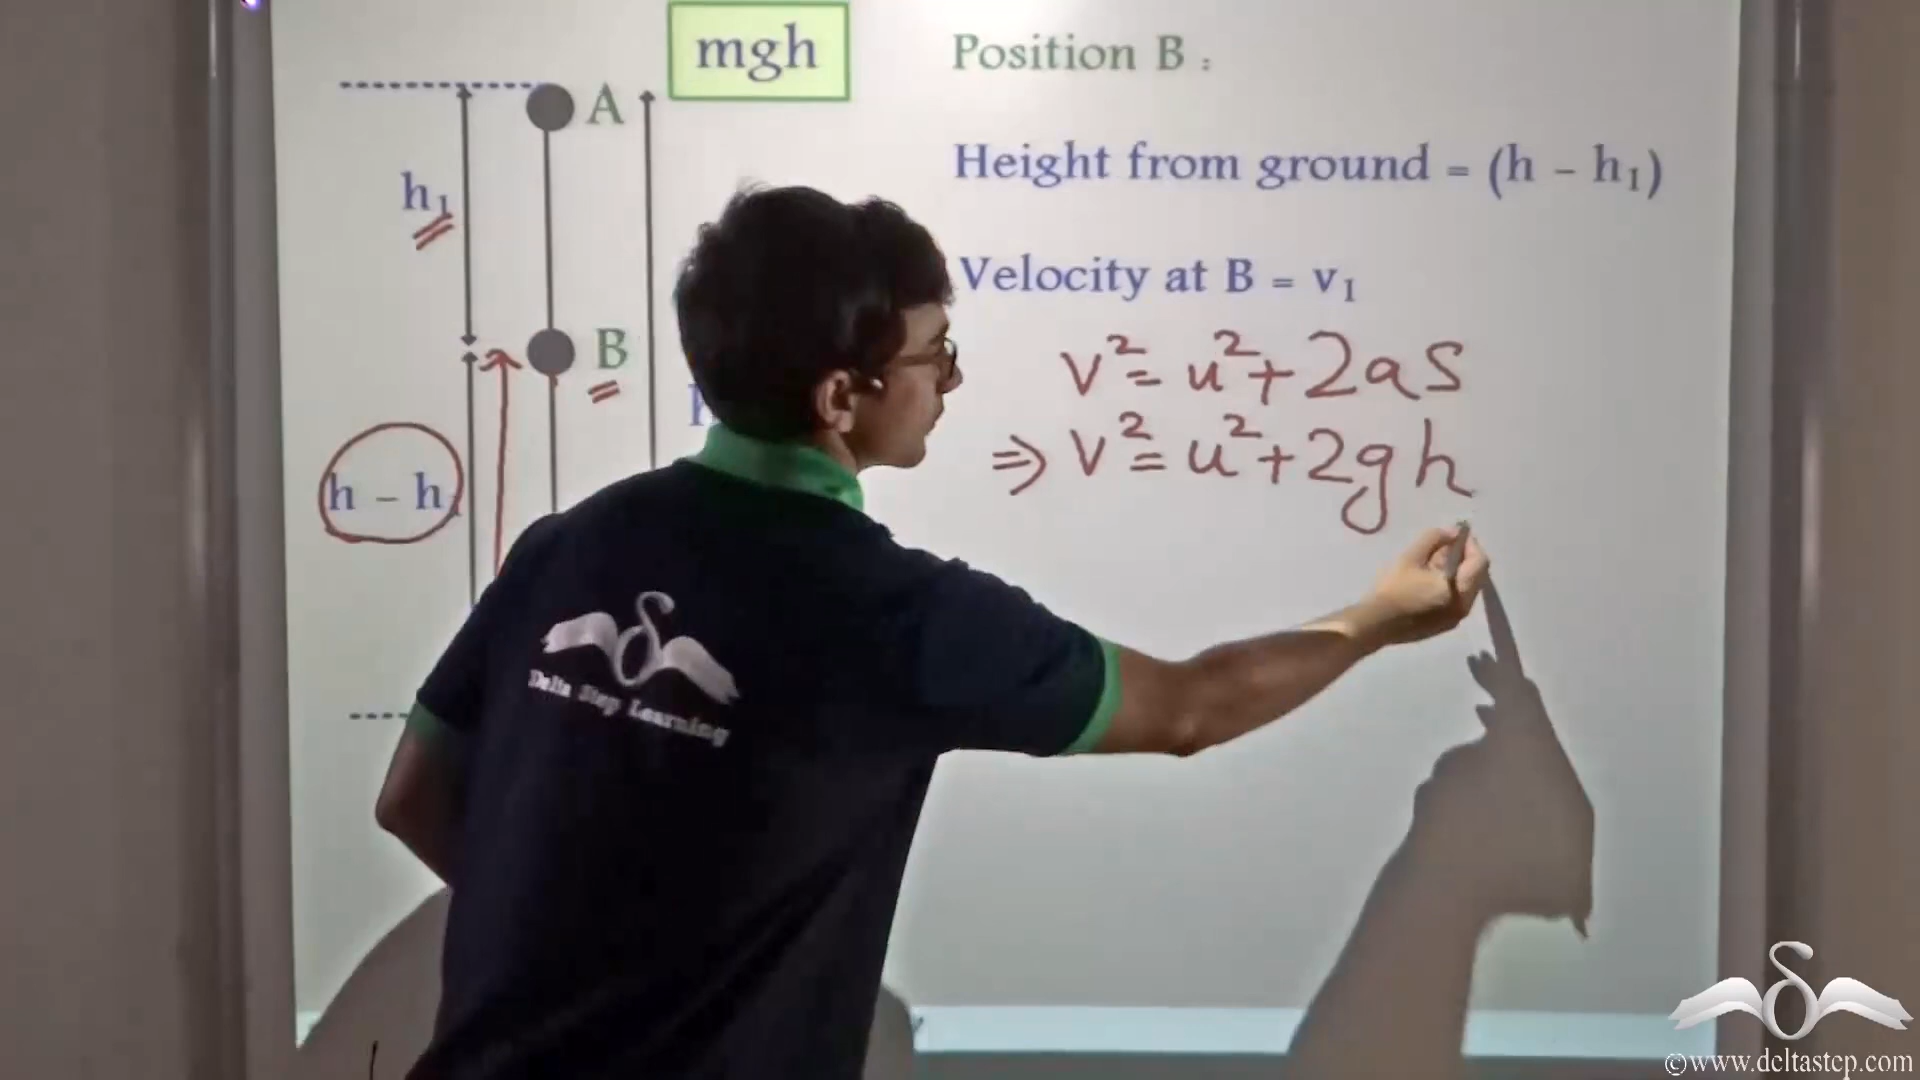 mgh
A
h₁
B
h – h
Position B :
Height from ground = (h – h₁)
Velocity at B = v₁
v² = u² + 2as
⇒ v² = u² + 2gh
Delta Step Learning
©www.deltastep.com